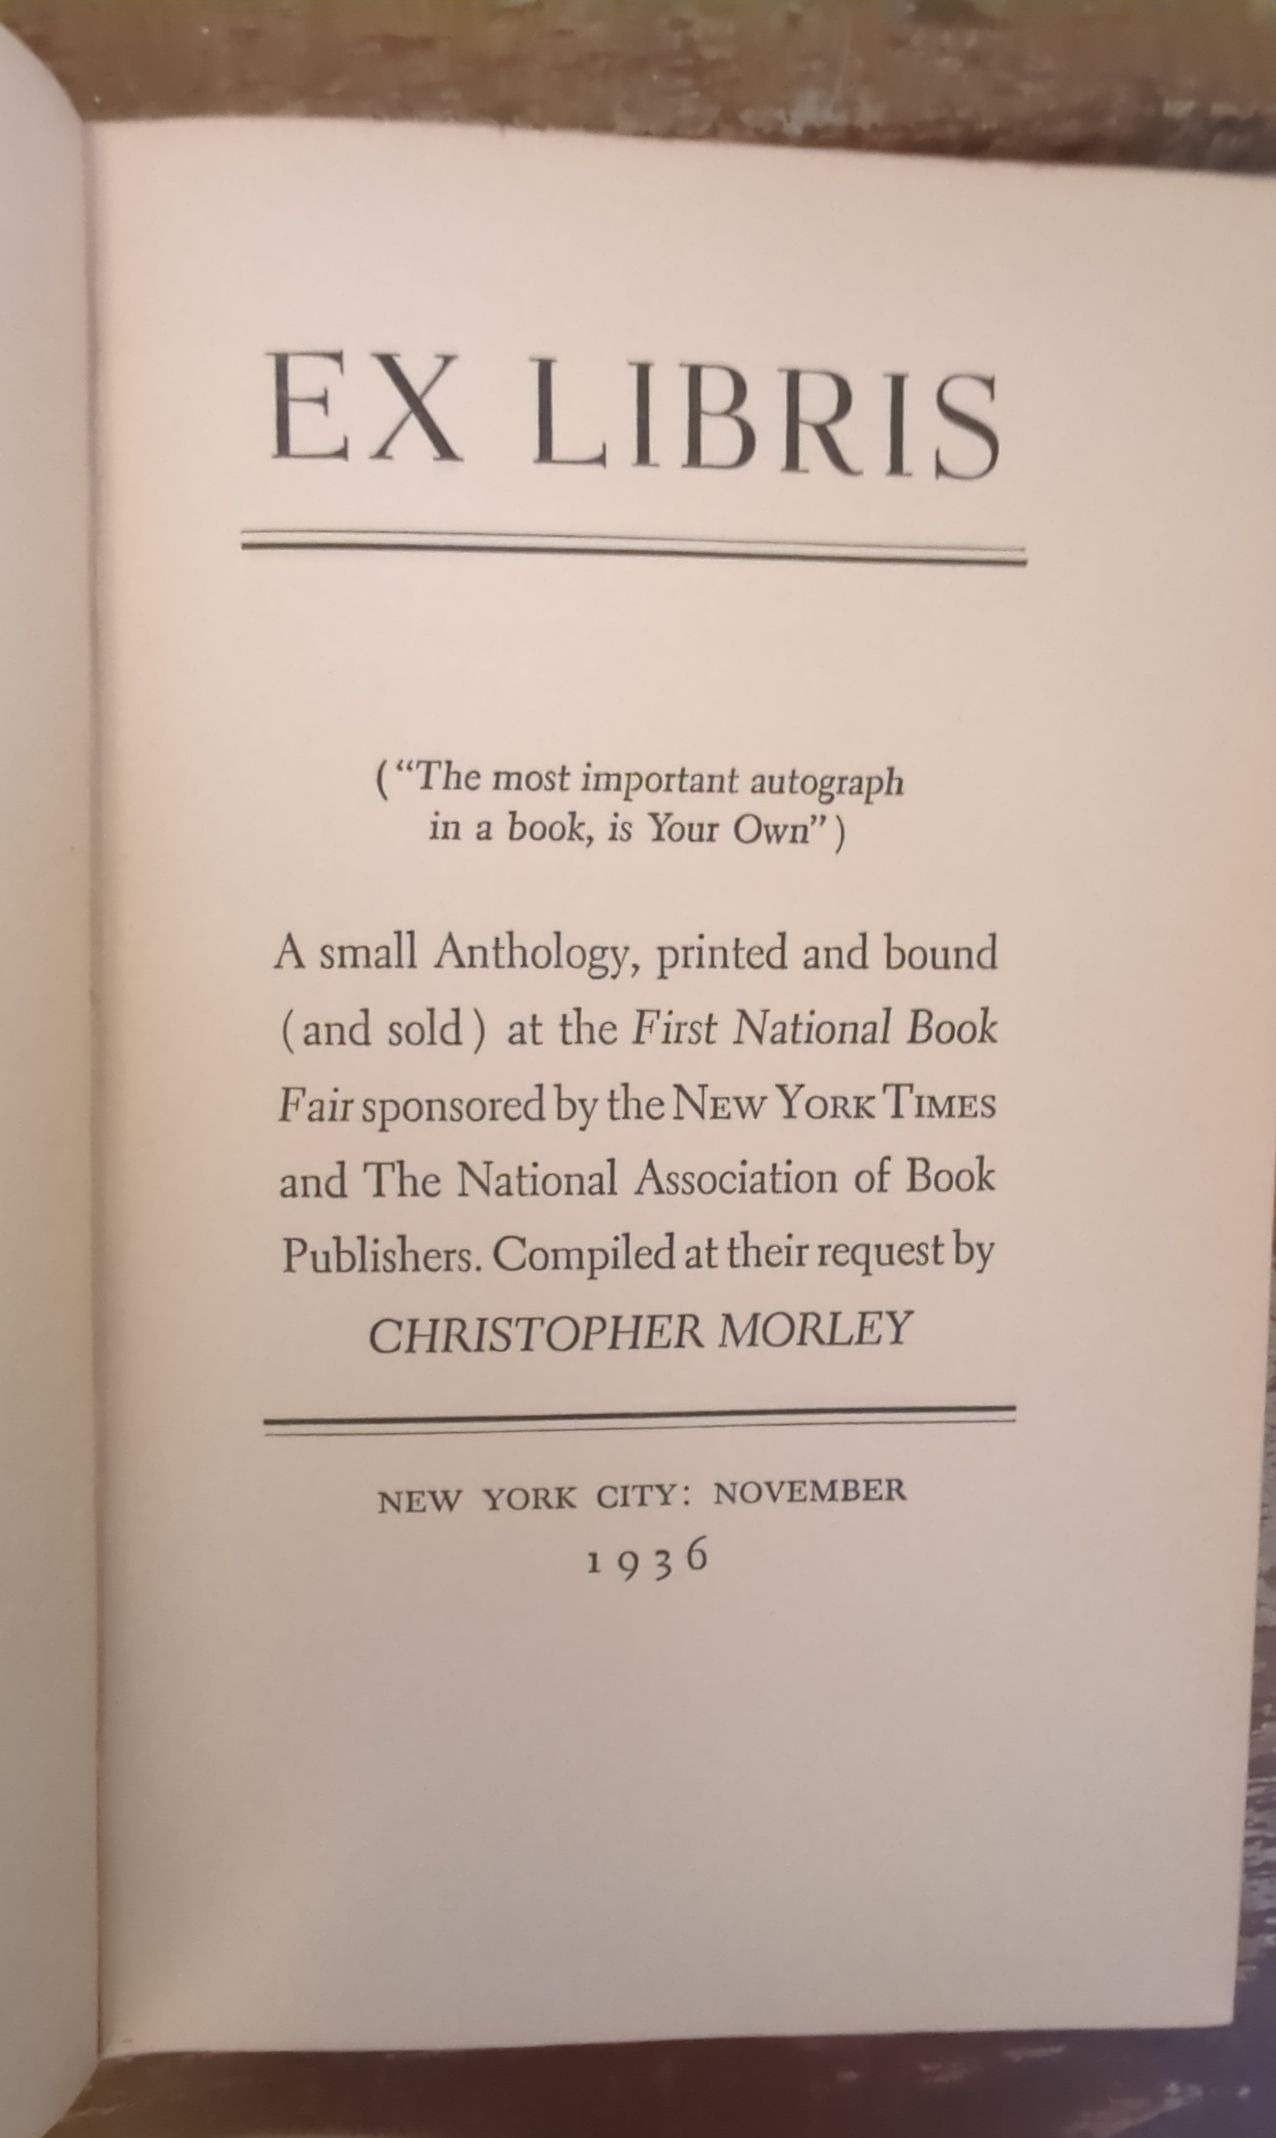 EX LIBRIS
(“The most important autograph
in a book, is Your Own”)
A small Anthology, printed and bound
(and sold) at the First National Book
Fair sponsored by the NEW YORK TIMES
and The National Association of Book
Publishers. Compiled at their request by
CHRISTOPHER MORLEY
NEW YORK CITY: NOVEMBER
1936